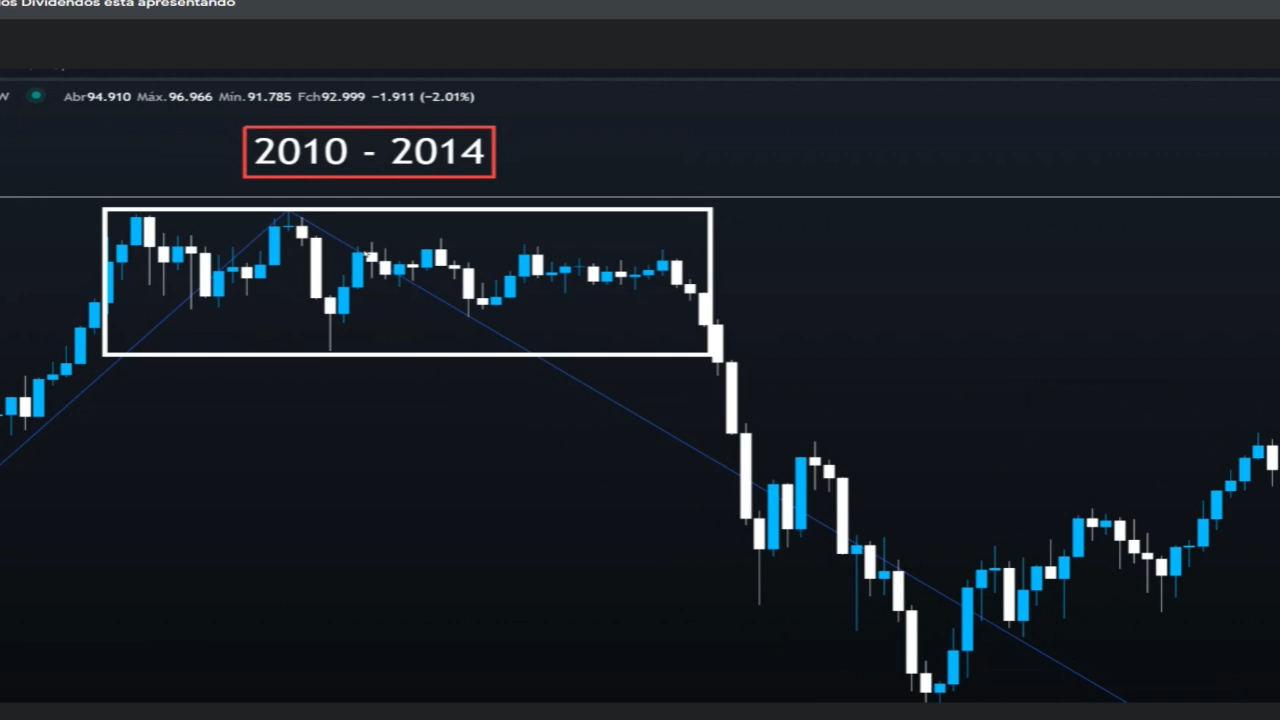 os Dividendos está apresentando
W Abr94.910 Máx.96.966 Mín.91.785 Fch92.999 −1.911 (−2.01%)
2010 - 2014